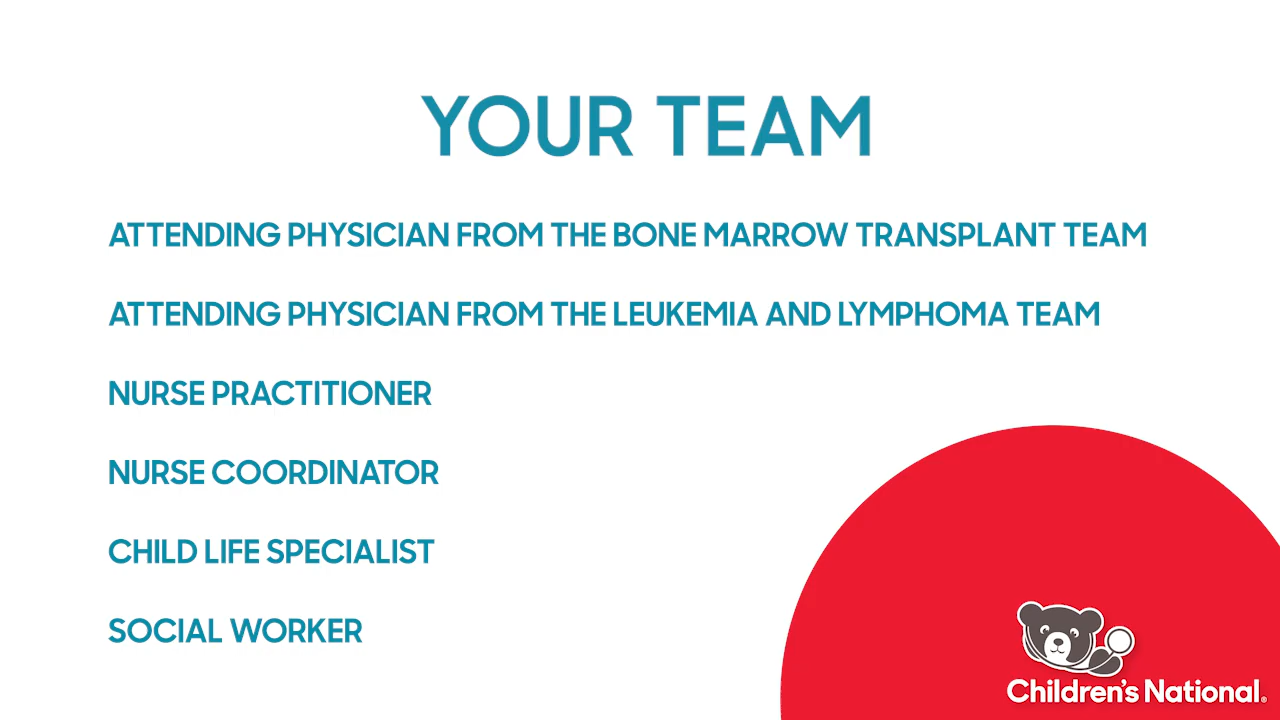 YOUR TEAM
ATTENDING PHYSICIAN FROM THE BONE MARROW TRANSPLANT TEAM
ATTENDING PHYSICIAN FROM THE LEUKEMIA AND LYMPHOMA TEAM
NURSE PRACTITIONER
NURSE COORDINATOR
CHILD LIFE SPECIALIST
SOCIAL WORKER
Children's National®